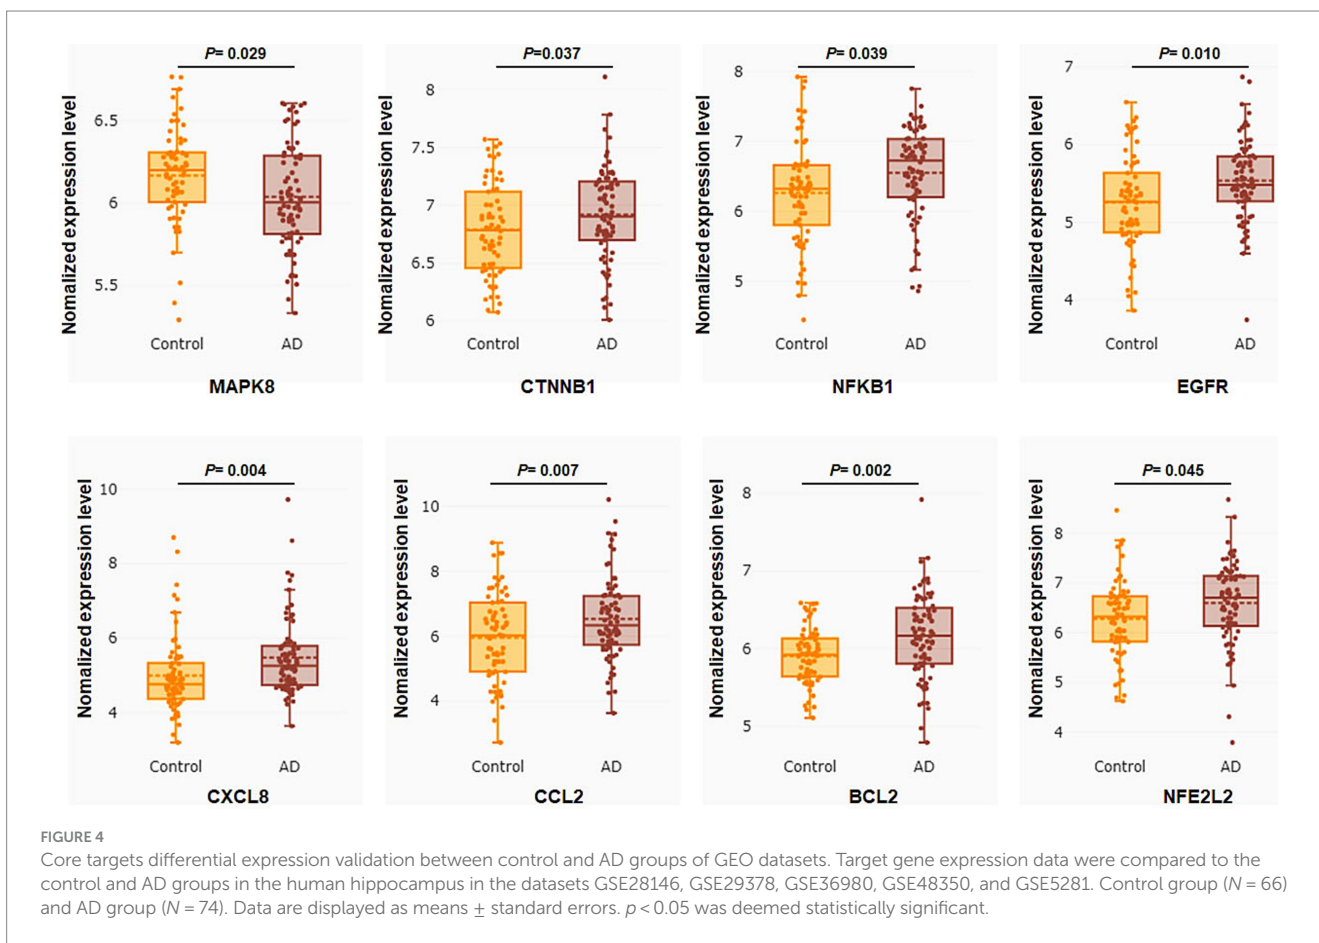 P= 0.029
Nomalized expression level
6.5
6
5.5
Control AD
MAPK8
P=0.037
Nomalized expression level
8
7.5
7
6.5
6
Control AD
CTNNB1
P= 0.039
Nomalized expression level
8
7
6
5
Control AD
NFKB1
P= 0.010
Nomalized expression level
7
6
5
4
Control AD
EGFR
P= 0.004
Nomalized expression level
10
8
6
4
Control AD
CXCL8
P= 0.007
Nomalized expression level
10
8
6
4
Control AD
CCL2
P= 0.002
Nomalized expression level
8
7
6
5
Control AD
BCL2
P= 0.045
Nomalized expression level
8
7
6
5
4
Control AD
NFE2L2
FIGURE 4
Core targets differential expression validation between control and AD groups of GEO datasets. Target gene expression data were compared to the
control and AD groups in the human hippocampus in the datasets GSE28146, GSE29378, GSE36980, GSE48350, and GSE5281. Control group (N = 66)
and AD group (N = 74). Data are displayed as means ± standard errors. p < 0.05 was deemed statistically significant.